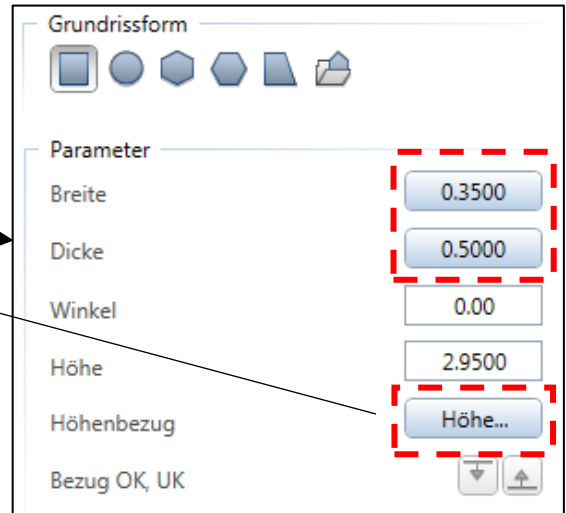 Grundrissform
Parameter
Breite 0.3500
Dicke 0.5000
Winkel 0.00
Höhe 2.9500
Höhenbezug Höhe...
Bezug OK, UK